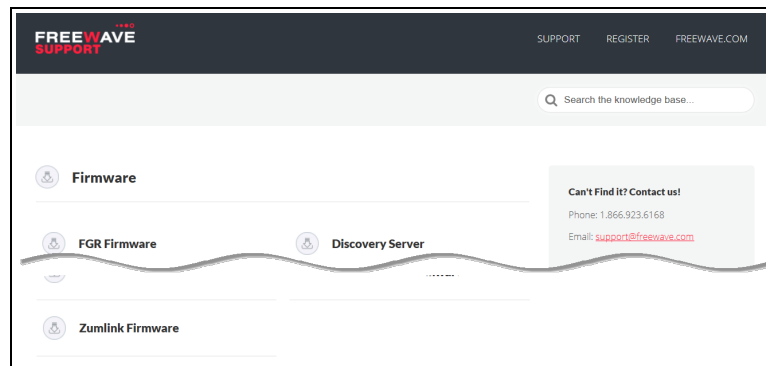 FREEWAVE
SUPPORT
SUPPORT REGISTER FREEWAVE.COM
Search the knowledge base...
Firmware
Can't Find it? Contact us!
Phone: 1.866.923.6168
Email: support@freewave.com
FGR Firmware
Discovery Server
Zumlink Firmware